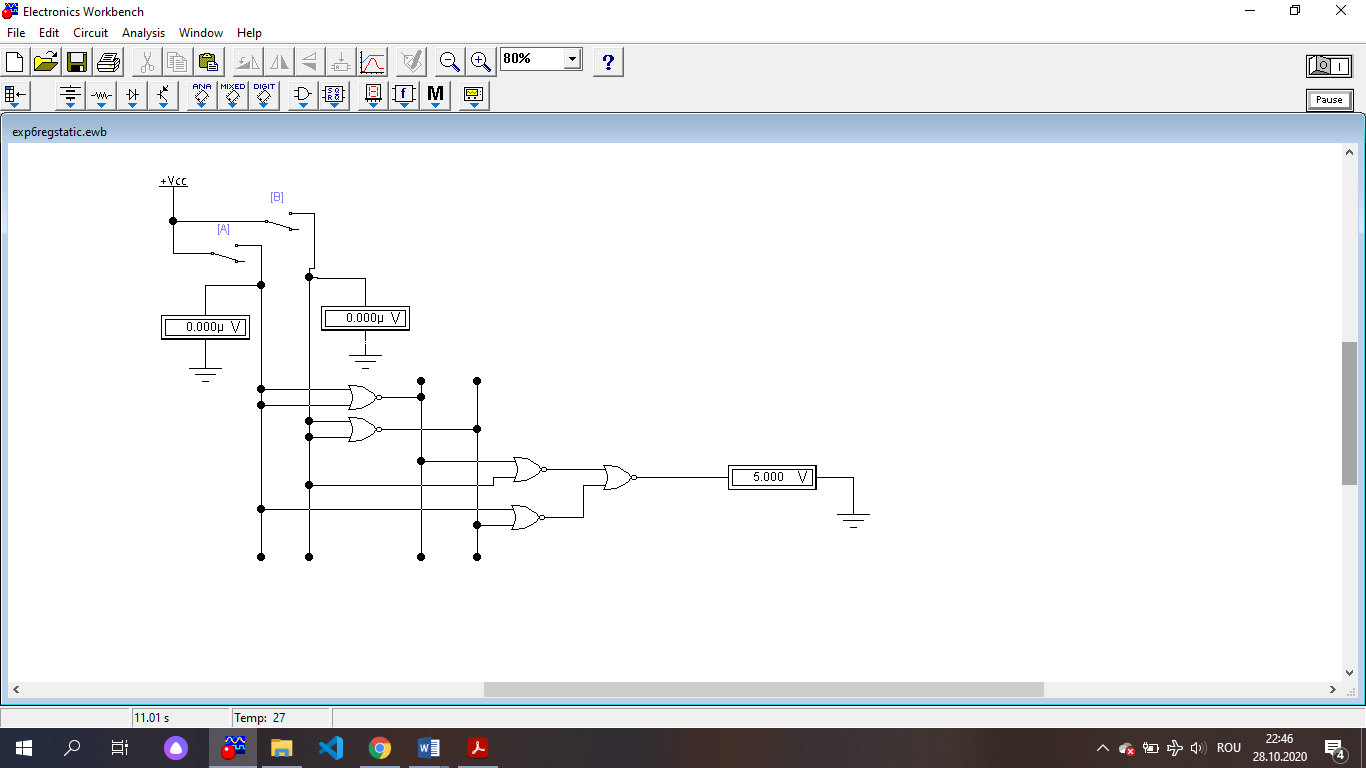 Electronics Workbench
File Edit Circuit Analysis Window Help
80%
?
ANA MIXED DIGIT
f M
Pause
exp6regstatic.ewb
+Vcc
[B]
[A]
0.000µ V
0.000µ V
5.000 V
11.01 s
Temp: 27
ROU
22:46
28.10.2020
4